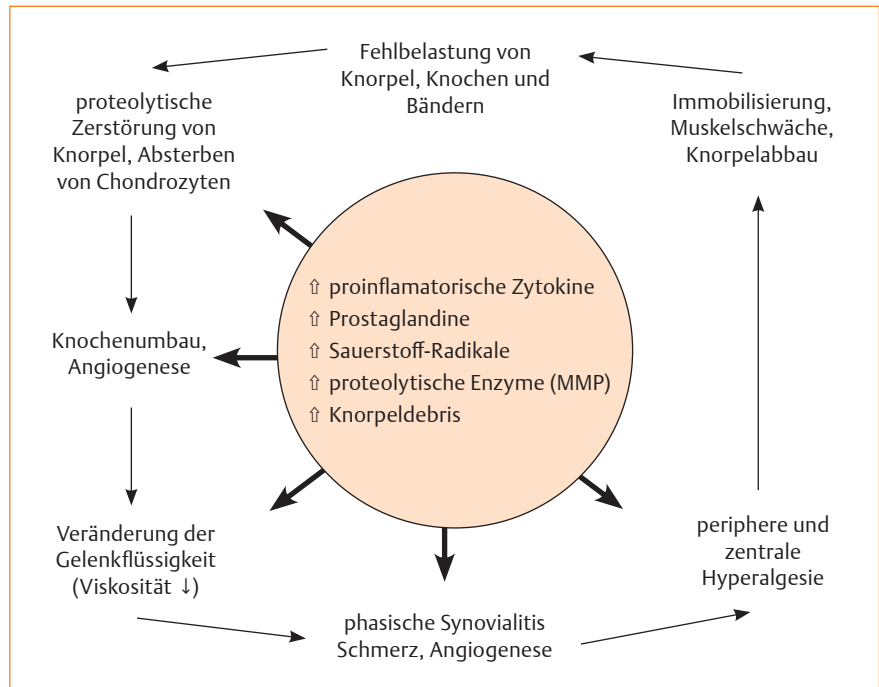 Fehlbelastung von
Knorpel, Knochen und
Bändern
proteolytische
Zerstörung von
Knorpel, Absterben
von Chondrozyten
Immobilisierung,
Muskelschwäche,
Knorpelabbau
⇧ proinflamatorische Zytokine
⇧ Prostaglandine
⇧ Sauerstoff-Radikale
⇧ proteolytische Enzyme (MMP)
⇧ Knorpeldebris
Knochenumbau,
Angiogenese
Veränderung der
Gelenkflüssigkeit
(Viskosität ↓)
phasische Synovialitis
Schmerz, Angiogenese
periphere und
zentrale
Hyperalgesie